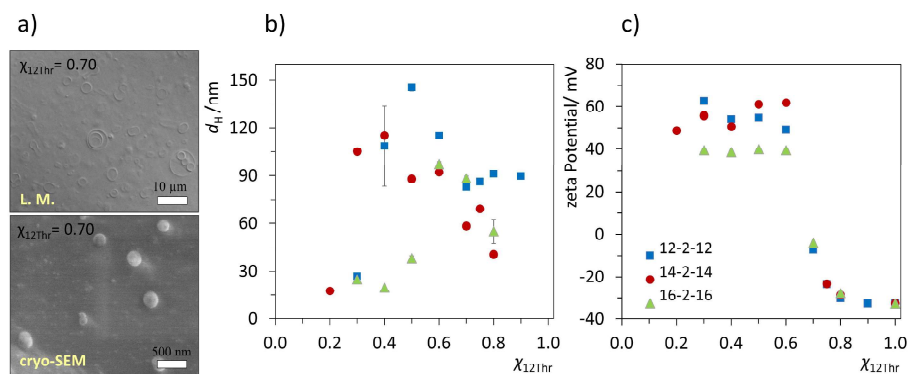 a)
b)
c)
χ12Thr = 0.70
10 µm
L. M.
χ12Thr= 0.70
500 nm
cryo-SEM
dH /nm
150
120
90
60
30
0
0.0 0.2 0.4 0.6 0.8 1.0
χ12Thr
zeta Potential/ mV
80
60
40
20
0
-20
-40
12-2-12
14-2-14
16-2-16
0.0 0.2 0.4 0.6 0.8 1.0
χ12Thr